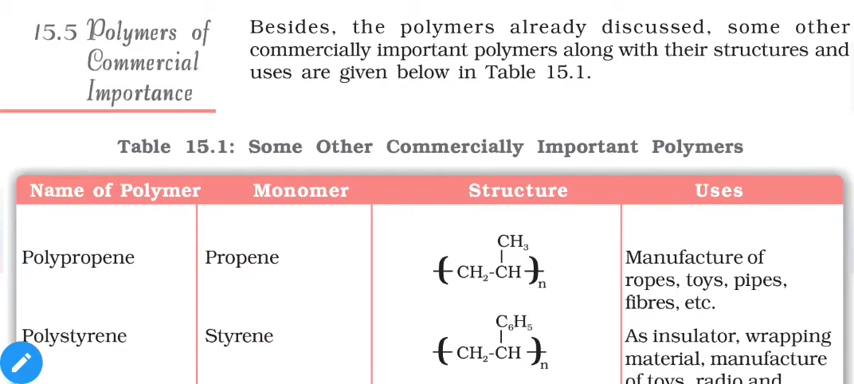 15.5 Polymers of
Commercial
Importance
Besides, the polymers already discussed, some other
commercially important polymers along with their structures and
uses are given below in Table 15.1.
Table 15.1: Some Other Commercially Important Polymers
Name of Polymer Monomer Structure Uses
Polypropene
Propene
CH₃
(CH₂-CH)n
Manufacture of
ropes, toys, pipes,
fibres, etc.
Polystyrene
Styrene
C₆H₅
(CH₂-CH)n
As insulator, wrapping
material, manufacture
of toys, radio and